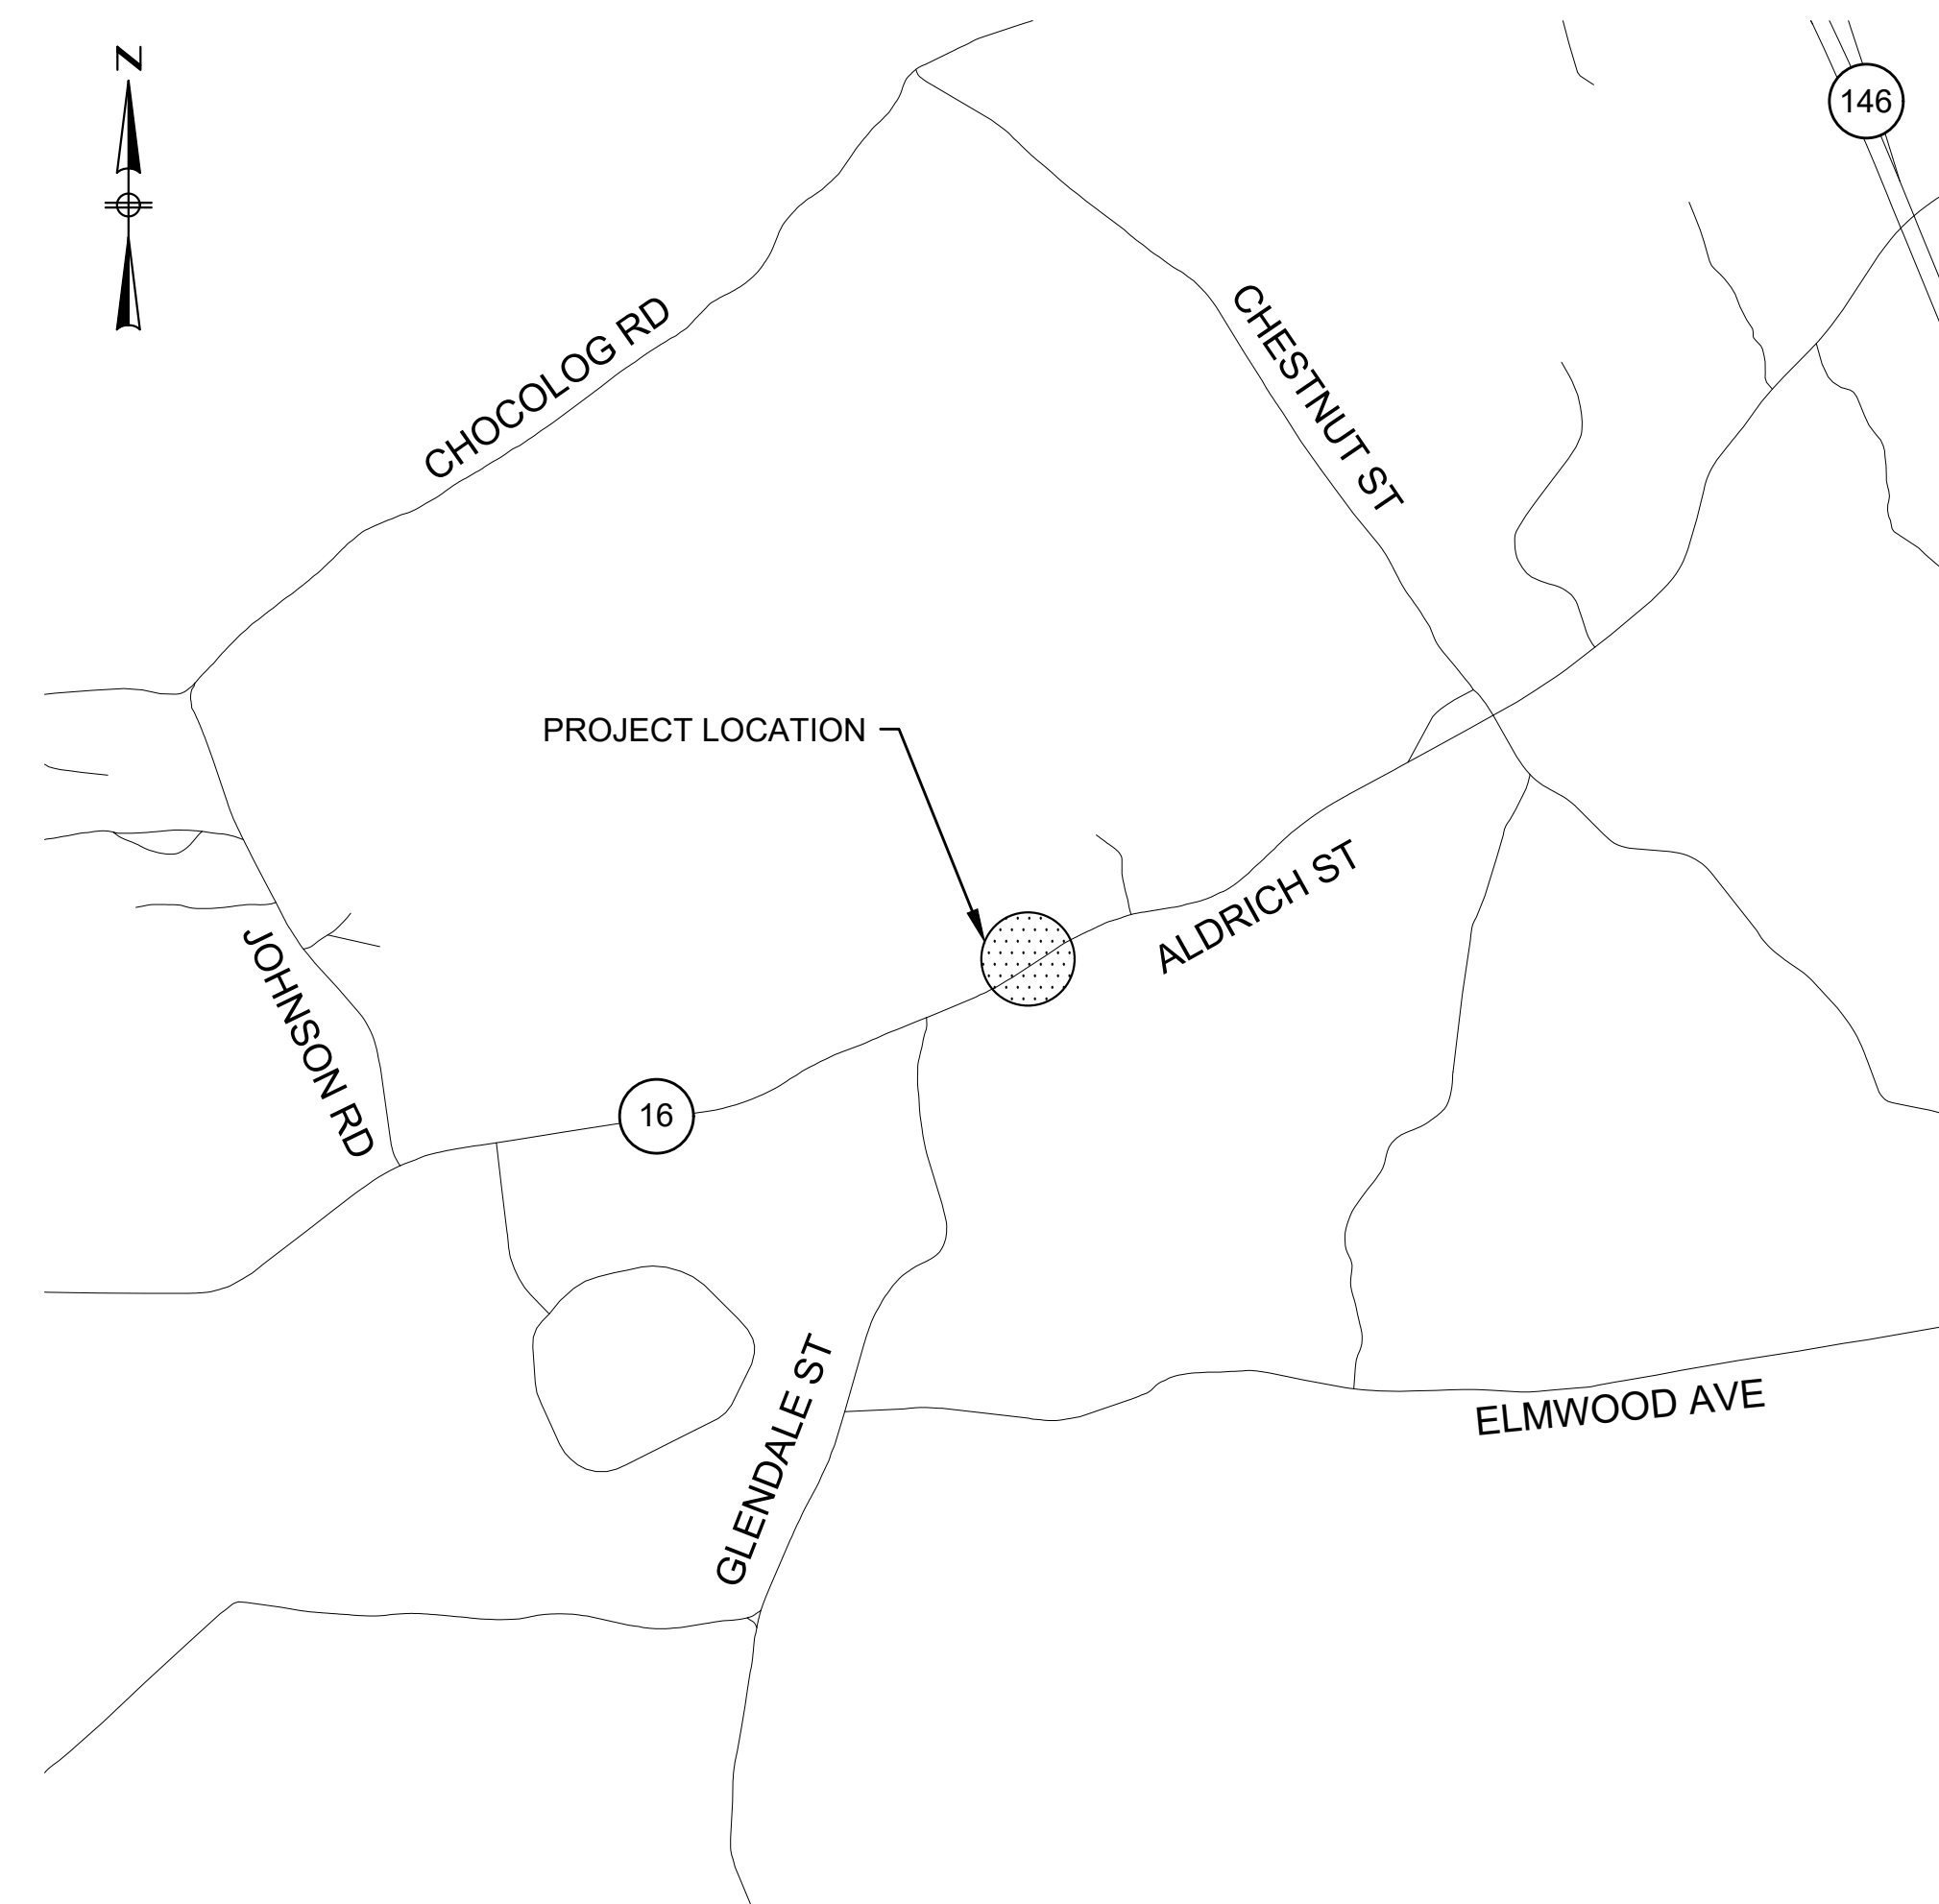 N
146
CHOCOLOG RD
CHESTNUT ST
PROJECT LOCATION
ALDRICH ST
JOHNSON RD
16
GLENDALE ST
ELMWOOD AVE